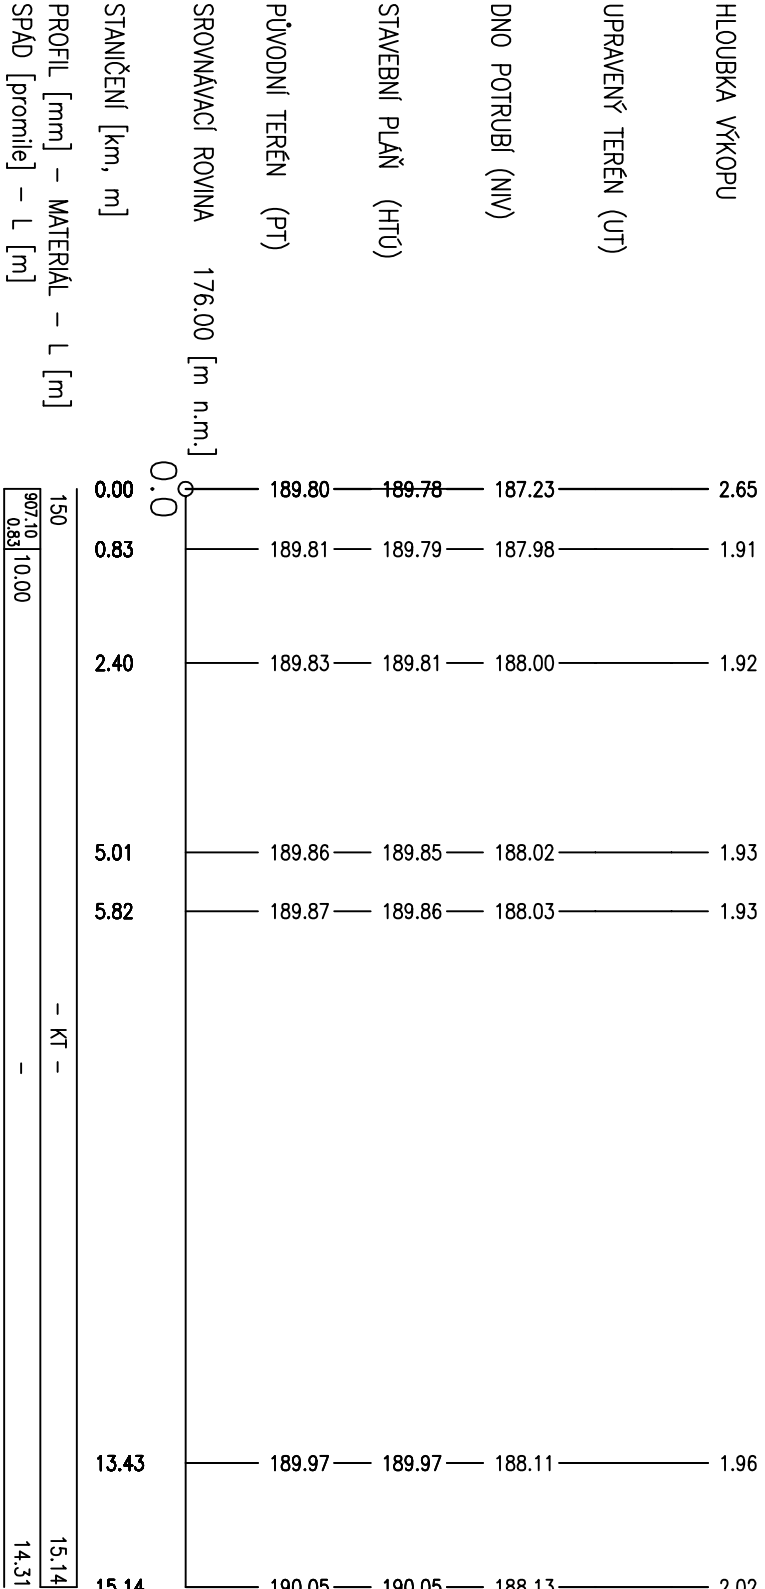 HLOUBKA VÝKOPU
UPRAVENÝ TERÉN (UT)
DNO POTRUBÍ (NIV)
STAVEBNÍ PLÁŇ (HTÚ)
PŮVODNÍ TERÉN (PT)
SROVNÁVACÍ ROVINA 176.00 [m n.m.]
STANIČENÍ [km, m]
PROFIL [mm] – MATERIÁL – L [m]
SPÁD [promile] – L [m]
0.0
0.00 189.80 189.78 187.23 2.65
0.83 189.81 189.79 187.98 1.91
2.40 189.83 189.81 188.00 1.92
5.01 189.86 189.85 188.02 1.93
5.82 189.87 189.86 188.03 1.93
13.43 189.97 189.97 188.11 1.96
15.14 190.05 190.05 188.13 2.02
150 – KT – 15.14
907.10
0.83
10.00 – 14.31